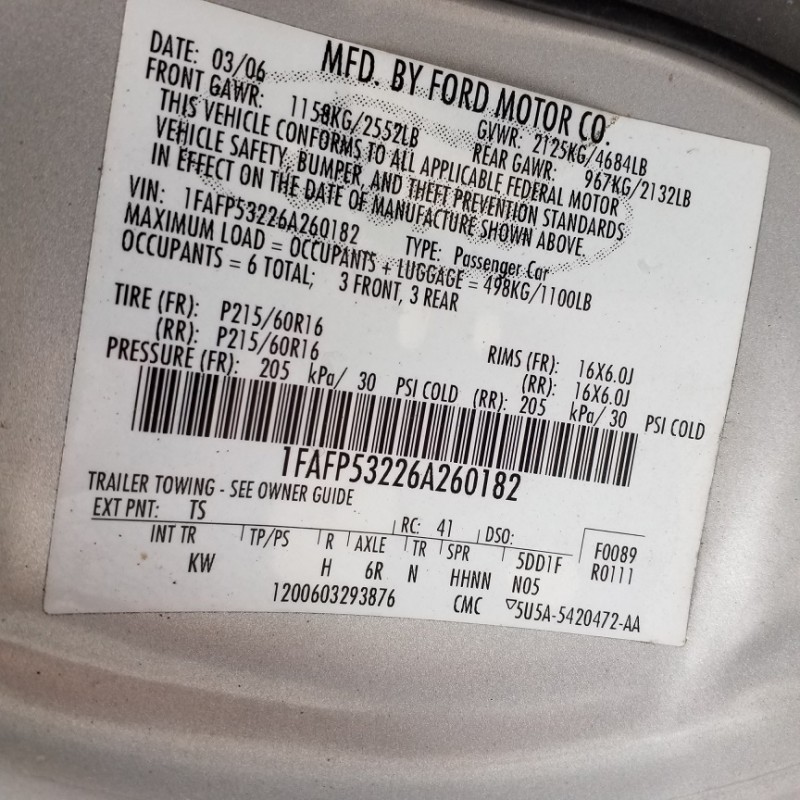 MFD. BY FORD MOTOR CO.
DATE: 03/06 GVWR: 2125KG/4684LB
FRONT GAWR: 1158KG/2552LB REAR GAWR: 967KG/2132LB
THIS VEHICLE CONFORMS TO ALL APPLICABLE FEDERAL MOTOR
VEHICLE SAFETY, BUMPER, AND THEFT PREVENTION STANDARDS
IN EFFECT ON THE DATE OF MANUFACTURE SHOWN ABOVE.
VIN: 1FAFP53226A260182 TYPE: Passenger Car
MAXIMUM LOAD = OCCUPANTS + LUGGAGE = 498KG/1100LB
OCCUPANTS = 6 TOTAL; 3 FRONT, 3 REAR
TIRE (FR): P215/60R16 RIMS (FR): 16X6.0J
(RR): P215/60R16 (RR): 16X6.0J
PRESSURE (FR): 205 kPa/ 30 PSI COLD (RR): 205 kPa/ 30 PSI COLD
1FAFP53226A260182
TRAILER TOWING - SEE OWNER GUIDE
EXT PNT: TS RC: 41 DSO: F0089
INT TR TP/PS R AXLE TR SPR 5DD1F R0111
KW H 6R N HHNN N05
1200603293876 CMC ▽5U5A-5420472-AA